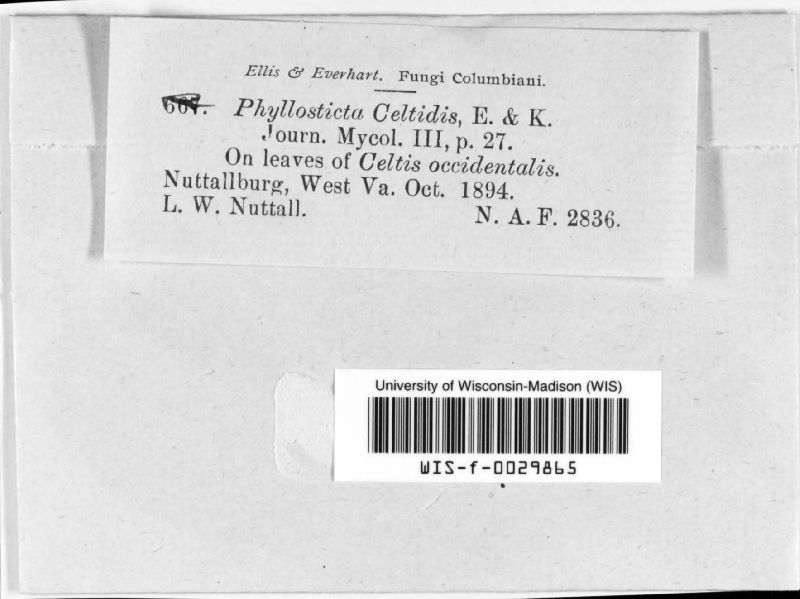 Ellis & Everhart. Fungi Columbiani.
Phyllosticta Celtidis, E. & K.
Journ. Mycol. III, p. 27.
On leaves of Celtis occidentalis.
Nuttallburg, West Va. Oct. 1894.
L. W. Nuttall. N. A. F. 2836.
University of Wisconsin-Madison (WIS)
WIS-f-0029865